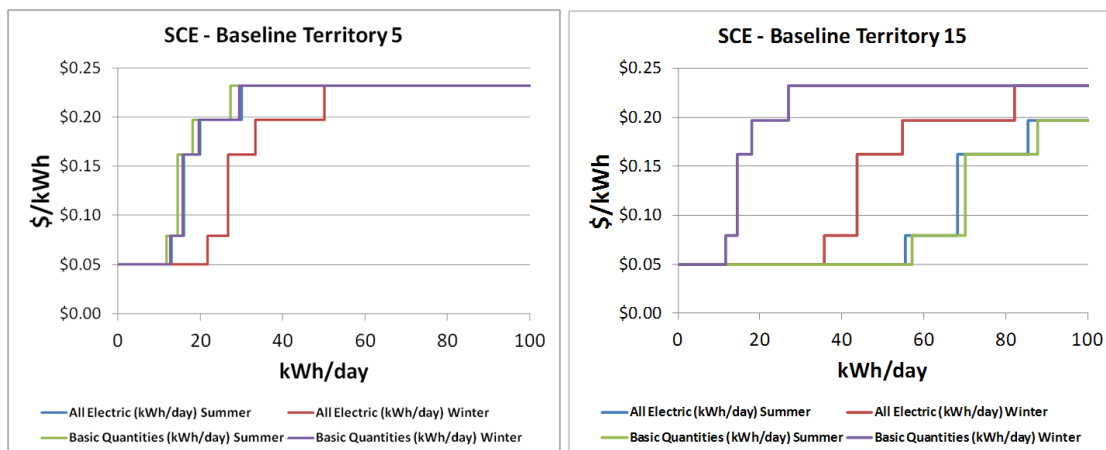 SCE - Baseline Territory 5
$0.25
$0.20
$0.15
$0.10
$0.05
$0.00
$/kWh
0 20 40 60 80 100
kWh/day
All Electric (kWh/day) Summer All Electric (kWh/day) Winter
Basic Quantities (kWh/day) Summer Basic Quantities (kWh/day) Winter
SCE - Baseline Territory 15
$0.25
$0.20
$0.15
$0.10
$0.05
$0.00
$/kWh
0 20 40 60 80 100
kWh/day
All Electric (kWh/day) Summer All Electric (kWh/day) Winter
Basic Quantities (kWh/day) Summer Basic Quantities (kWh/day) Winter